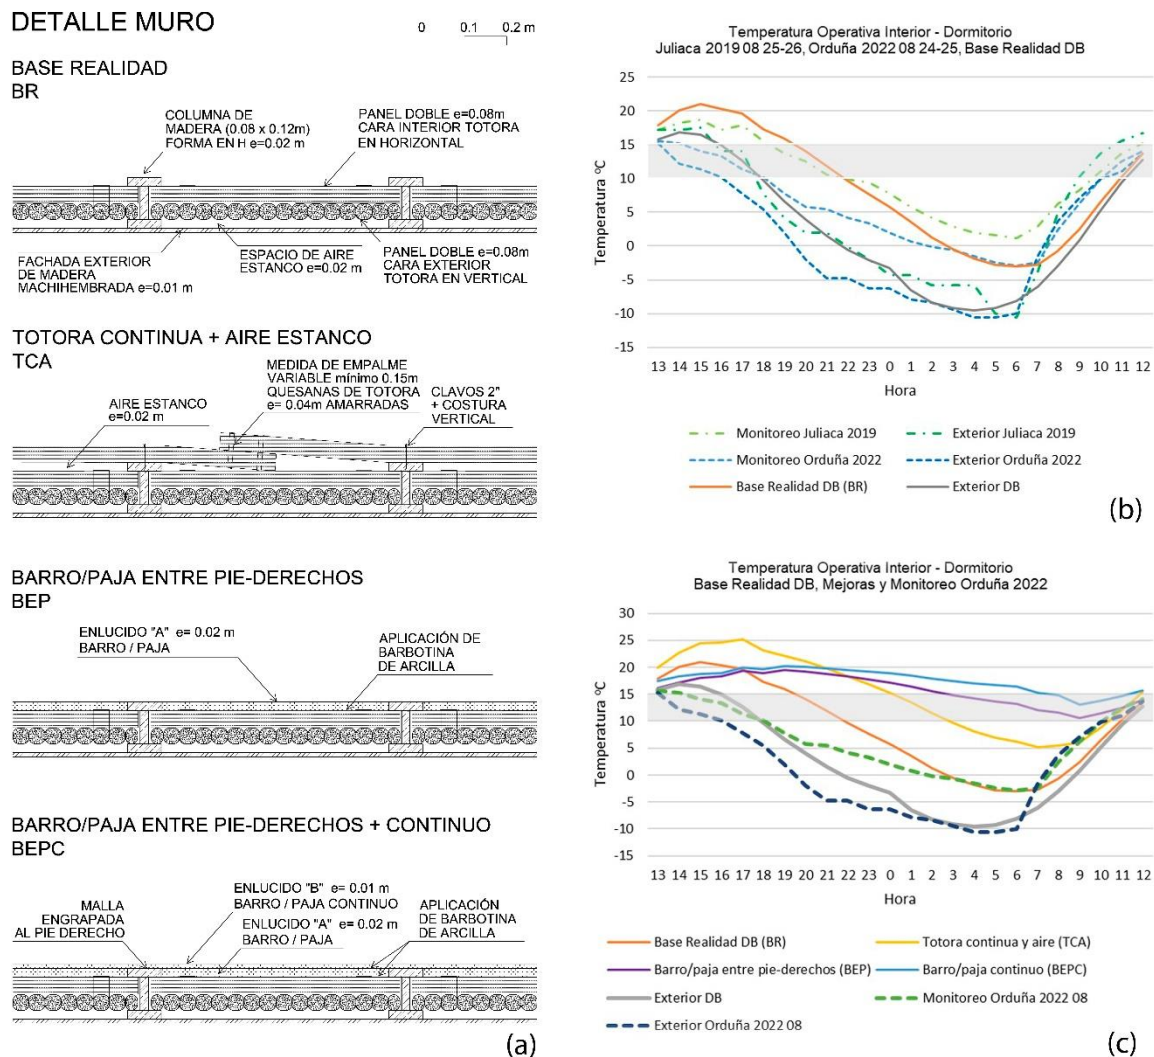 DETALLE MURO
0 0.1 0.2 m
BASE REALIDAD
BR
COLUMNA DE
MADERA (0.08 x 0.12m)
FORMA EN H e=0.02 m
PANEL DOBLE e=0.08m
CARA INTERIOR TOTORA
EN HORIZONTAL
FACHADA EXTERIOR
DE MADERA
MACHIHEMBRADA e=0.01 m
ESPACIO DE AIRE
ESTANCO e=0.02 m
PANEL DOBLE e=0.08m
CARA EXTERIOR
TOTORA EN VERTICAL
TOTORA CONTINUA + AIRE ESTANCO
TCA
AIRE ESTANCO
e=0.02 m
MEDIDA DE EMPALME
VARIABLE mínimo 0.15m
QUESANAS DE TOTORA
e= 0.04m AMARRADAS
CLAVOS 2"
+ COSTURA
VERTICAL
BARRO/PAJA ENTRE PIE-DERECHOS
BEP
ENLUCIDO "A" e= 0.02 m
BARRO / PAJA
APLICACIÓN DE
BARBOTINA
DE ARCILLA
BARRO/PAJA ENTRE PIE-DERECHOS + CONTINUO
BEPC
MALLA
ENGRAPADA
AL PIE DERECHO
ENLUCIDO "B" e= 0.01 m
BARRO / PAJA CONTINUO
ENLUCIDO "A" e= 0.02 m
BARRO / PAJA
APLICACIÓN
DE BARBOTINA
DE ARCILLA
(a)
Temperatura Operativa Interior - Dormitorio
Juliaca 2019 08 25-26, Orduña 2022 08 24-25, Base Realidad DB
Temperatura ºC
25
20
15
10
5
0
-5
-10
-15
13 14 15 16 17 18 19 20 21 22 23 0 1 2 3 4 5 6 7 8 9 10 11 12
Hora
Monitoreo Juliaca 2019
Exterior Juliaca 2019
Monitoreo Orduña 2022
Exterior Orduña 2022
Base Realidad DB (BR)
Exterior DB
(b)
Temperatura Operativa Interior - Dormitorio
Base Realidad DB, Mejoras y Monitoreo Orduña 2022
Temperatura ºC
30
25
20
15
10
5
0
-5
-10
-15
13 14 15 16 17 18 19 20 21 22 23 0 1 2 3 4 5 6 7 8 9 10 11 12
Hora
Base Realidad DB (BR)
Totora continua y aire (TCA)
Barro/paja entre pie-derechos (BEP)
Barro/paja continuo (BEPC)
Exterior DB
Monitoreo Orduña 2022 08
Exterior Orduña 2022 08
(c)